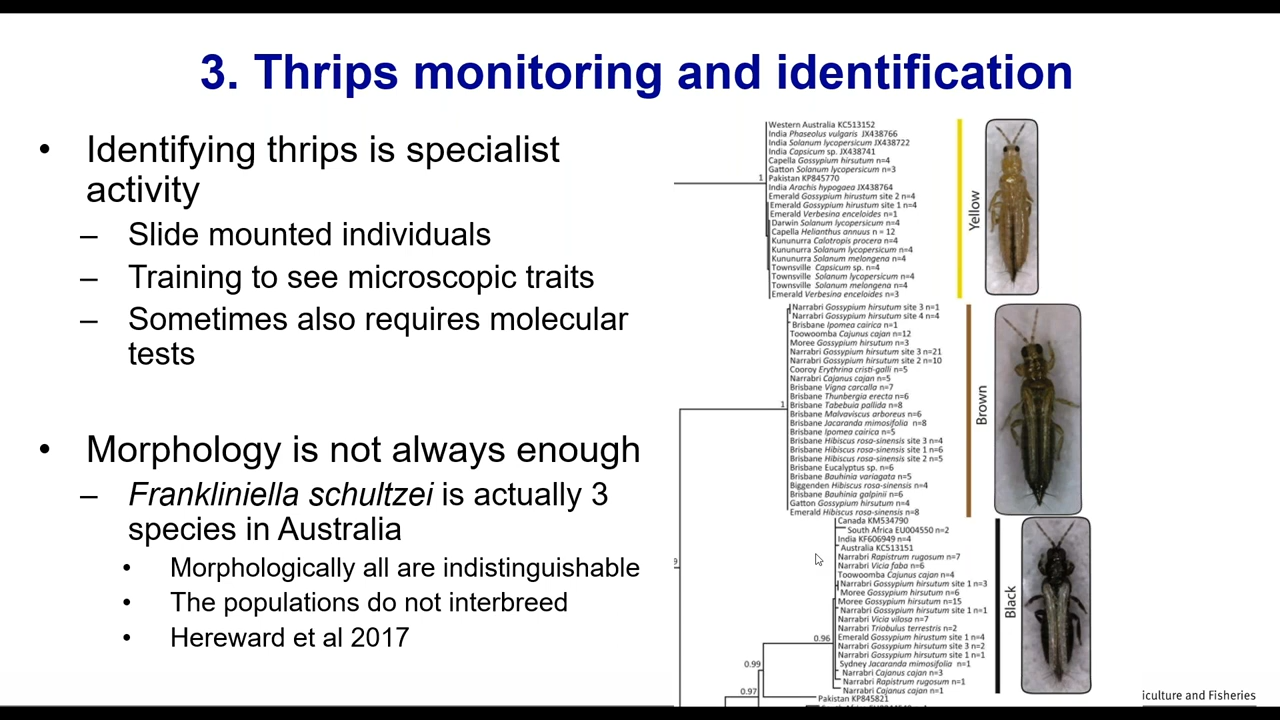 3. Thrips monitoring and identification
• Identifying thrips is specialist
activity
– Slide mounted individuals
– Training to see microscopic traits
– Sometimes also requires molecular
tests
• Morphology is not always enough
– Frankliniella schultzei is actually 3
species in Australia
• Morphologically all are indistinguishable
• The populations do not interbreed
• Hereward et al 2017
Western Australia KC513152
India Phaseolus vulgaris JX438766
India Solanum lycopersicum JX438722
India Capsicum sp. JX438741
Capella Gossypium hirsutum n=4
Gatton Solanum lycopersicum n=3
1
Pakistan KP845770
India Arachis hypogaea JX438764
Emerald Gossypium hirsutum site 2 n=4
Emerald Gossypium hirustum site 1 n=4
Emerald Verbesina enceloides n=1
Darwin Solanum lycopersicum n=4
Capella Helianthus annuus n = 12
Kununurra Calotropis procera n=4
Kununurra Solanum lycopersicum n=4
Kununurra Solanum melongena n=4
Townsville Capsicum sp. n=4
Townsville Solanum lycopersicum n=4
Townsville Solanum melongena n=4
Emerald Verbesina enceloides n=3
Yellow
Narrabri Gossypium hirsutum site 3 n=1
Narrabri Gossypium hirsutum site 4 n=4
Brisbane Ipomea cairica n=1
Toowoomba Cajunus cajan n=12
Moree Gossypium hirsutum n=3
Narrabri Gossypium hirsutum site 3 n=21
Narrabri Gossypium hirsutum site 2 n=10
Cooroy Erythrina cristi-galli n=5
Narrabri Cajanus cajan n=5
Brisbane Vigna carcalla n=7
Brisbane Thunbergia erecta n=6
1
Brisbane Tabebuia pallida n=8
Brisbane Malvaviscus arboreus n=6
Brisbane Jacaranda mimosifolia n=8
Brisbane Ipomea cairica n=5
Brisbane Hibiscus rosa-sinensis site 3 n=4
Brisbane Hibiscus rosa-sinensis site 1 n=6
Brisbane Hibiscus rosa-sinensis site 2 n=5
Brisbane Eucalyptus sp. n=6
Brisbane Bauhinia variagata n=5
Biggenden Hibiscus rosa-sinensis n=4
Brisbane Bauhinia galpinii n=6
Gatton Gossypium hirsutum n=4
Emerald Hibiscus rosa-sinensis n=8
Brown
Canada KM534790
South Africa EU004550 n=2
India KF606949 n=4
Australia KC513151
Narrabri Rapistrum rugosum n=7
Narrabri Vicia faba n=6
Toowoomba Cajunus cajan n=4
Narrabri Gossypium hirsutum site 1 n=3
Moree Gossypium hirsutum n=6
Moree Gossypium hirsutum n=15
Narrabri Gossypium hirsutum site 1 n=1
Narrabri Vicia vilosa n=7
Narrabri Triobulus terrestris n=2
0.96
Emerald Gossypium hirsutum site 1 n=4
Narrabri Gossypium hirsutum site 3 n=2
Narrabri Gossypium hirsutum site 1 n=1
0.99
Sydney Jacaranda mimosifolia n=1
Narrabri Cajanus cajan n=3
Narrabri Rapistrum rugosum n=1
Narrabri Cajanus cajan n=1
0.97
Pakistan KP845821
Black
iculture and Fisheries